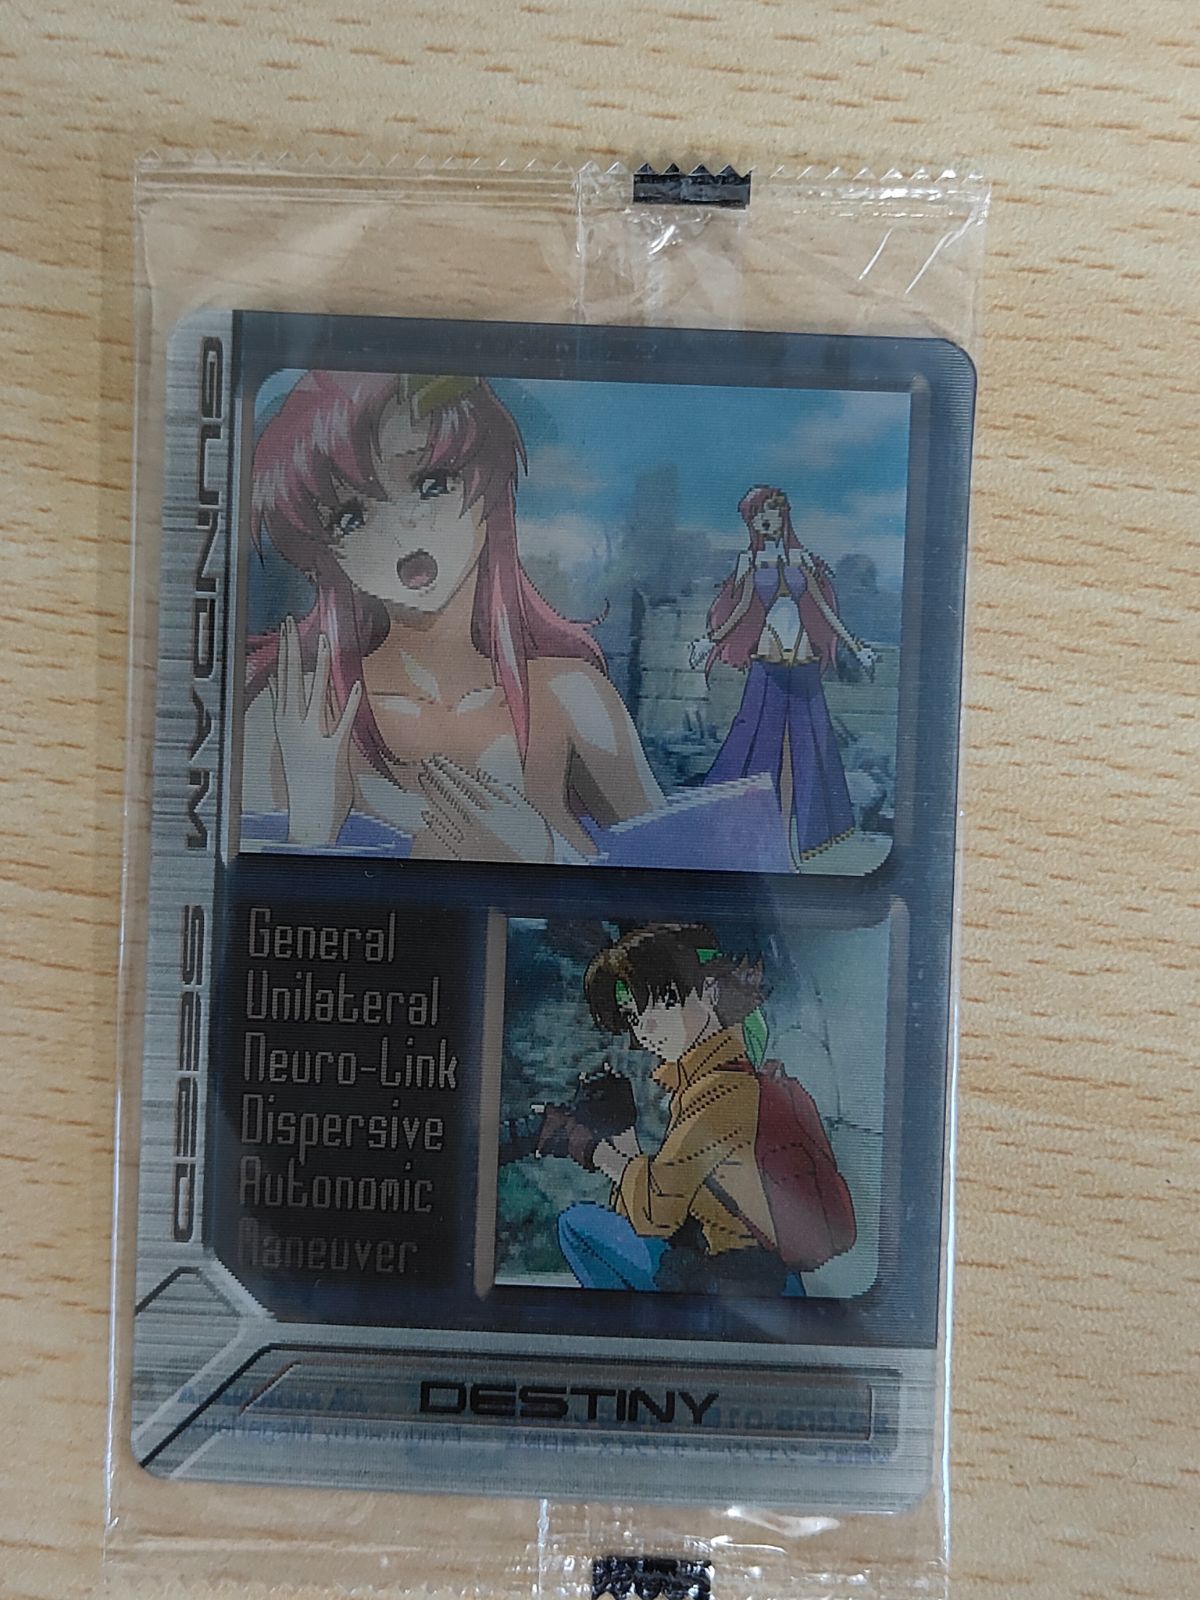 GUNDAM SEED
General
Unilateral
Neuro-Link
Dispersive
Autonomic
Maneuver
DESTINY